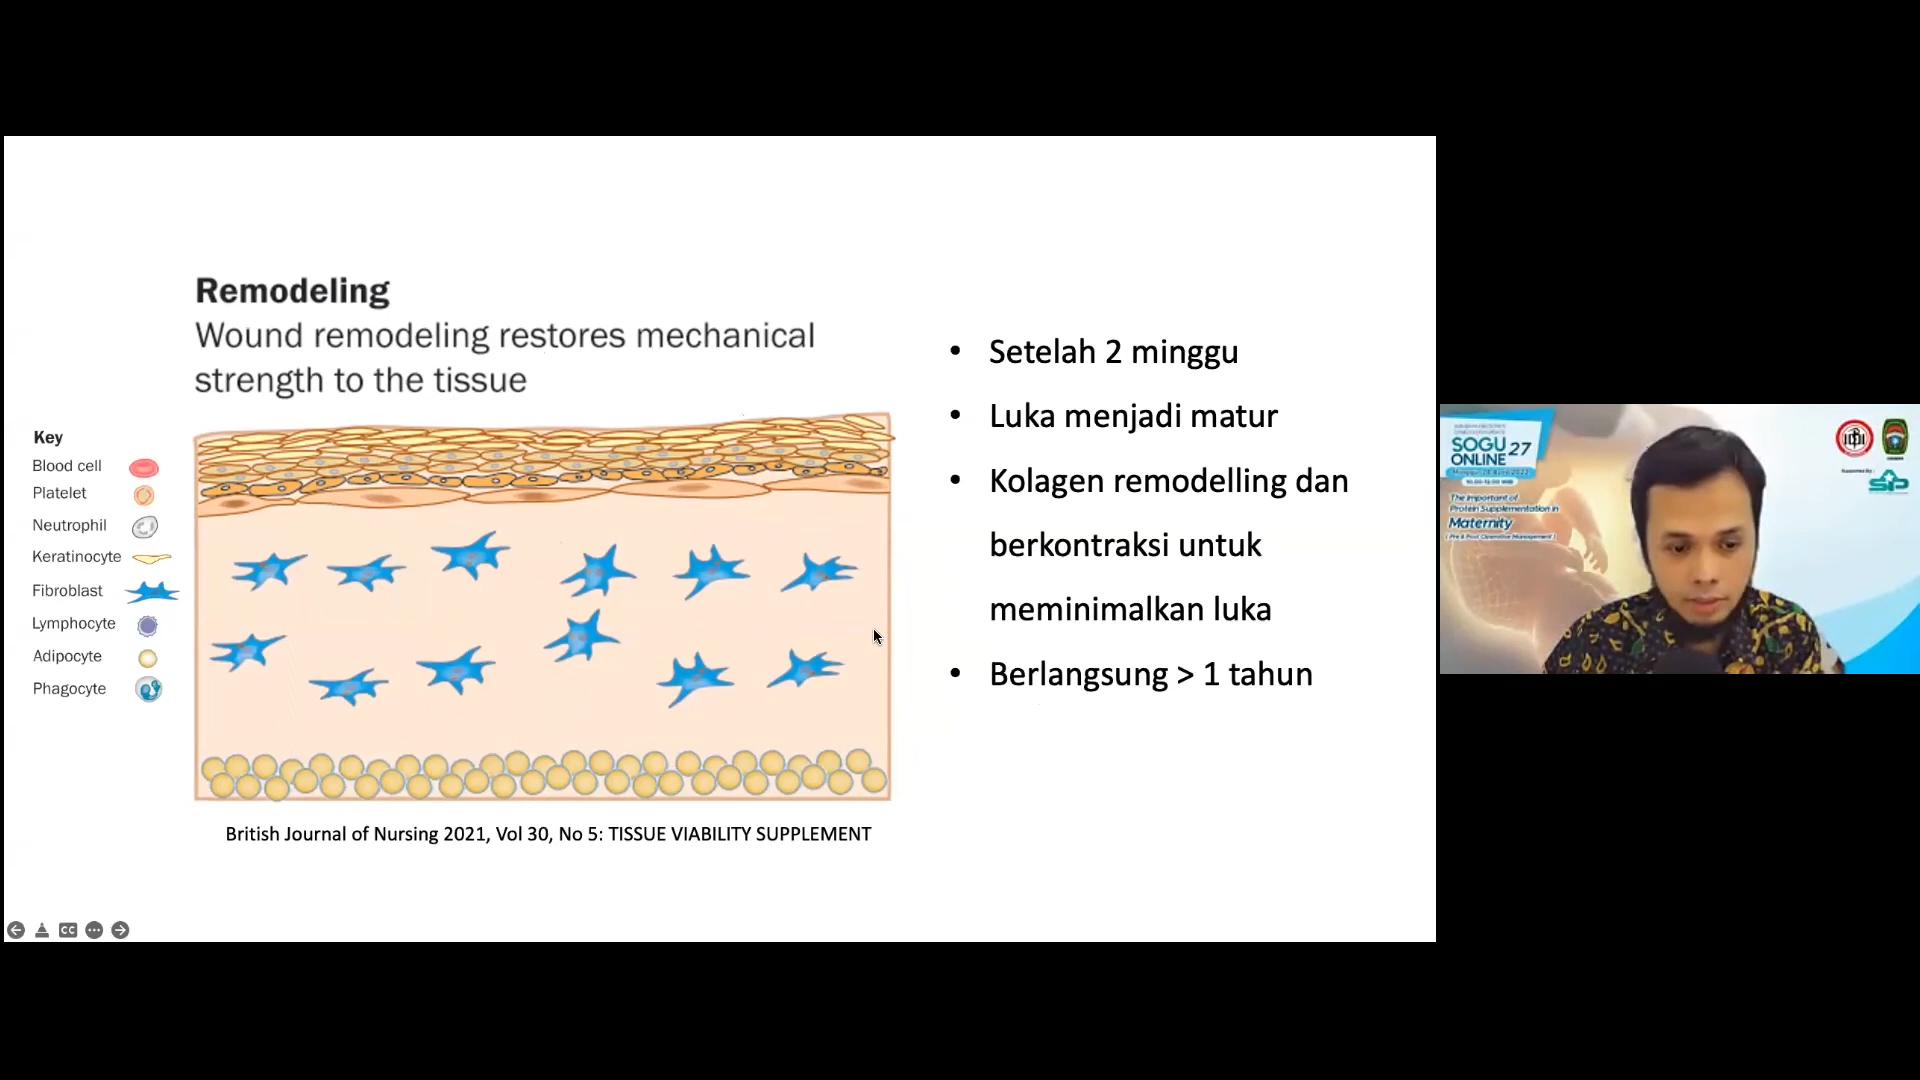 Remodeling
Wound remodeling restores mechanical
strength to the tissue
Key
Blood cell
Platelet
Neutrophil
Keratinocyte
Fibroblast
Lymphocyte
Adipocyte
Phagocyte
British Journal of Nursing 2021, Vol 30, No 5: TISSUE VIABILITY SUPPLEMENT
• Setelah 2 minggu
• Luka menjadi matur
• Kolagen remodelling dan
berkontraksi untuk
meminimalkan luka
• Berlangsung > 1 tahun
CC
SOGU 27
ONLINE
The Important of
Protein Supplementation in
Maternity
( Pre & Post Operative Management )
Supported by :